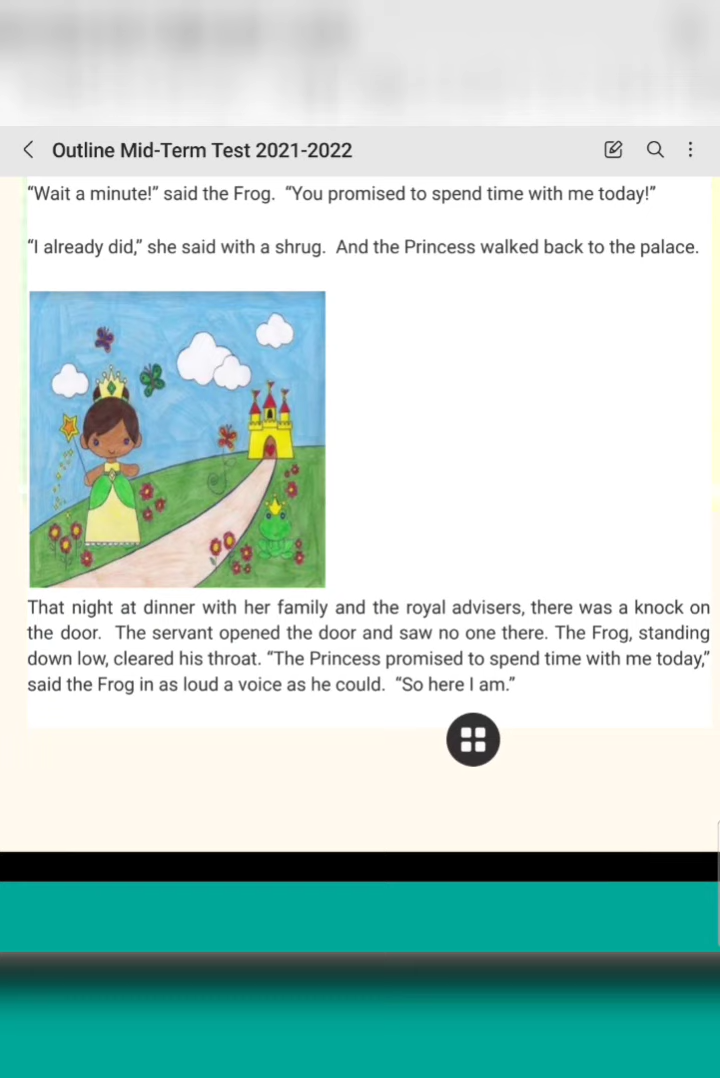 Outline Mid-Term Test 2021-2022
“Wait a minute!” said the Frog.  “You promised to spend time with me today!”
“I already did,” she said with a shrug.  And the Princess walked back to the palace.
That night at dinner with her family and the royal advisers, there was a knock on
the door.  The servant opened the door and saw no one there. The Frog, standing
down low, cleared his throat. “The Princess promised to spend time with me today,”
said the Frog in as loud a voice as he could.  “So here I am.”